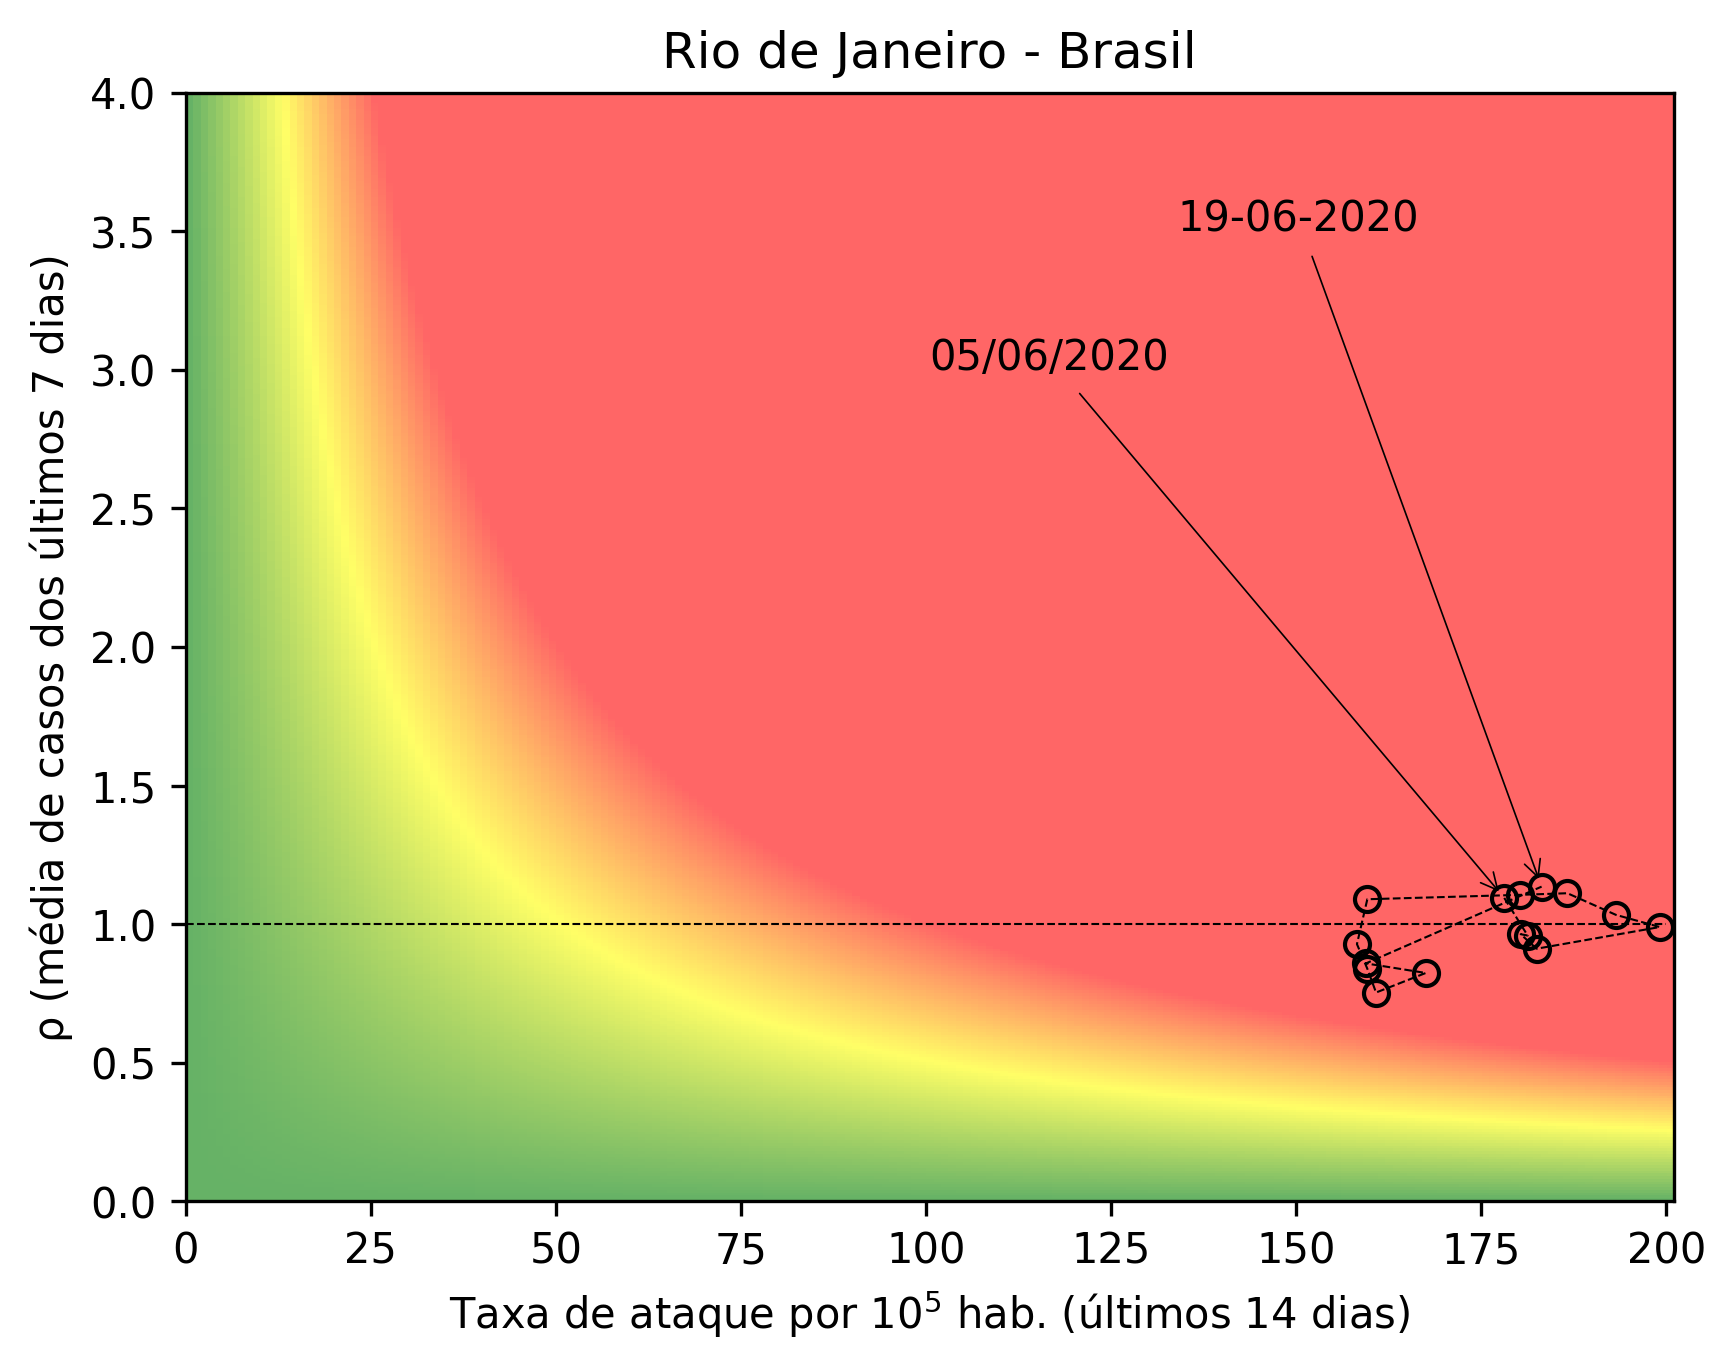 Rio de Janeiro - Brasil
4.0
3.5
3.0
2.5
2.0
1.5
1.0
0.5
0.0
ρ (média de casos dos últimos 7 dias)
19-06-2020
05/06/2020
0 25 50 75 100 125 150 175 200
Taxa de ataque por 10⁵ hab. (últimos 14 dias)